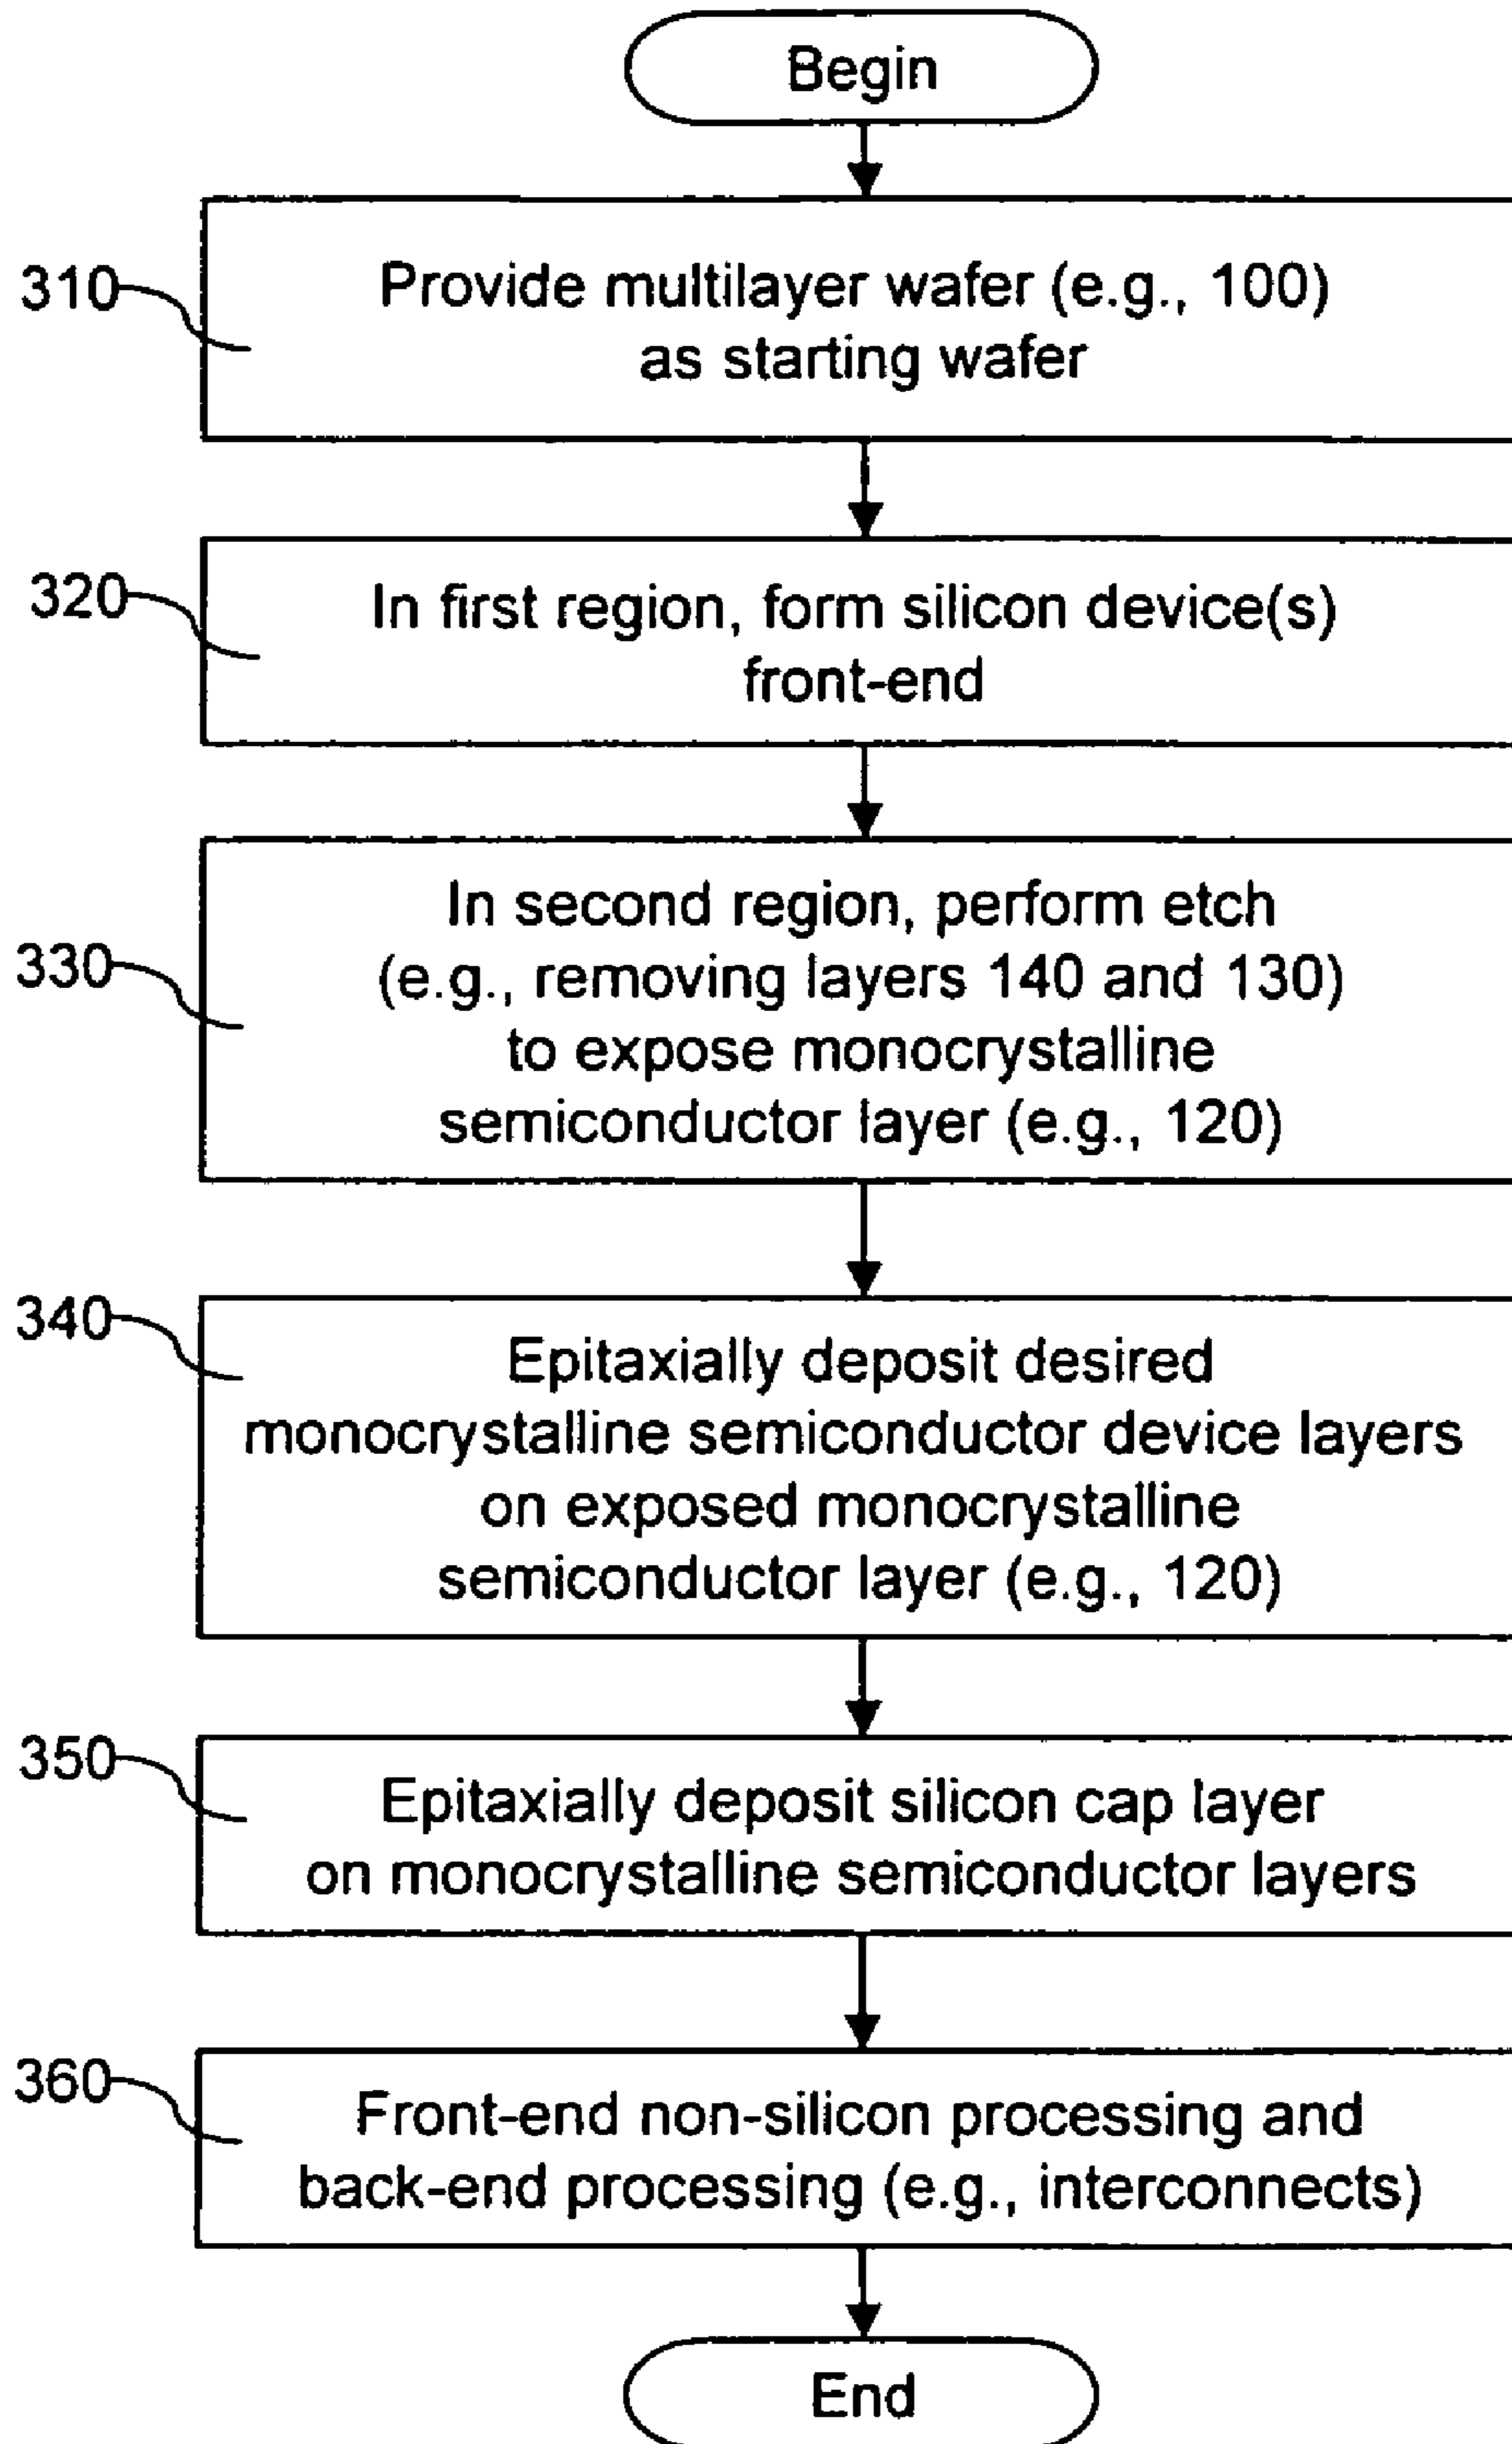 Begin
310
Provide multilayer wafer (e.g., 100)
as starting wafer
320
In first region, form silicon device(s)
front-end
330
In second region, perform etch
(e.g., removing layers 140 and 130)
to expose monocrystalline
semiconductor layer (e.g., 120)
340
Epitaxially deposit desired
monocrystalline semiconductor device layers
on exposed monocrystalline
semiconductor layer (e.g., 120)
350
Epitaxially deposit silicon cap layer
on monocrystalline semiconductor layers
360
Front-end non-silicon processing and
back-end processing (e.g., interconnects)
End